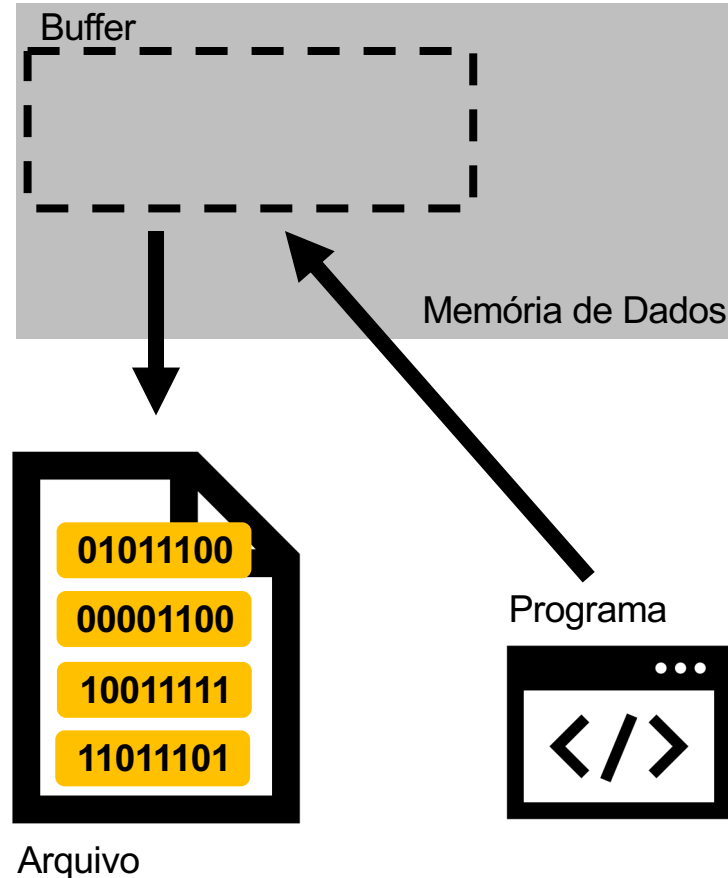 Buffer
Memória de Dados
01011100
00001100
10011111
11011101
Programa
</>
Arquivo